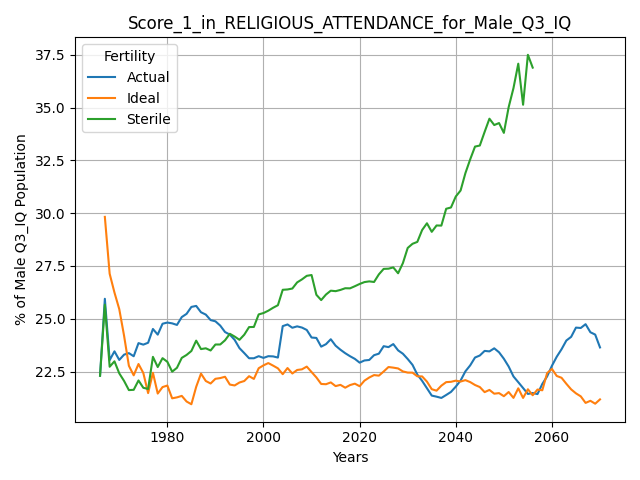 Score_1_in_RELIGIOUS_ATTENDANCE_for_Male_Q3_IQ
Fertility
Actual
Ideal
Sterile
% of Male Q3_IQ Population
37.5
35.0
32.5
30.0
27.5
25.0
22.5
1980 2000 2020 2040 2060
Years